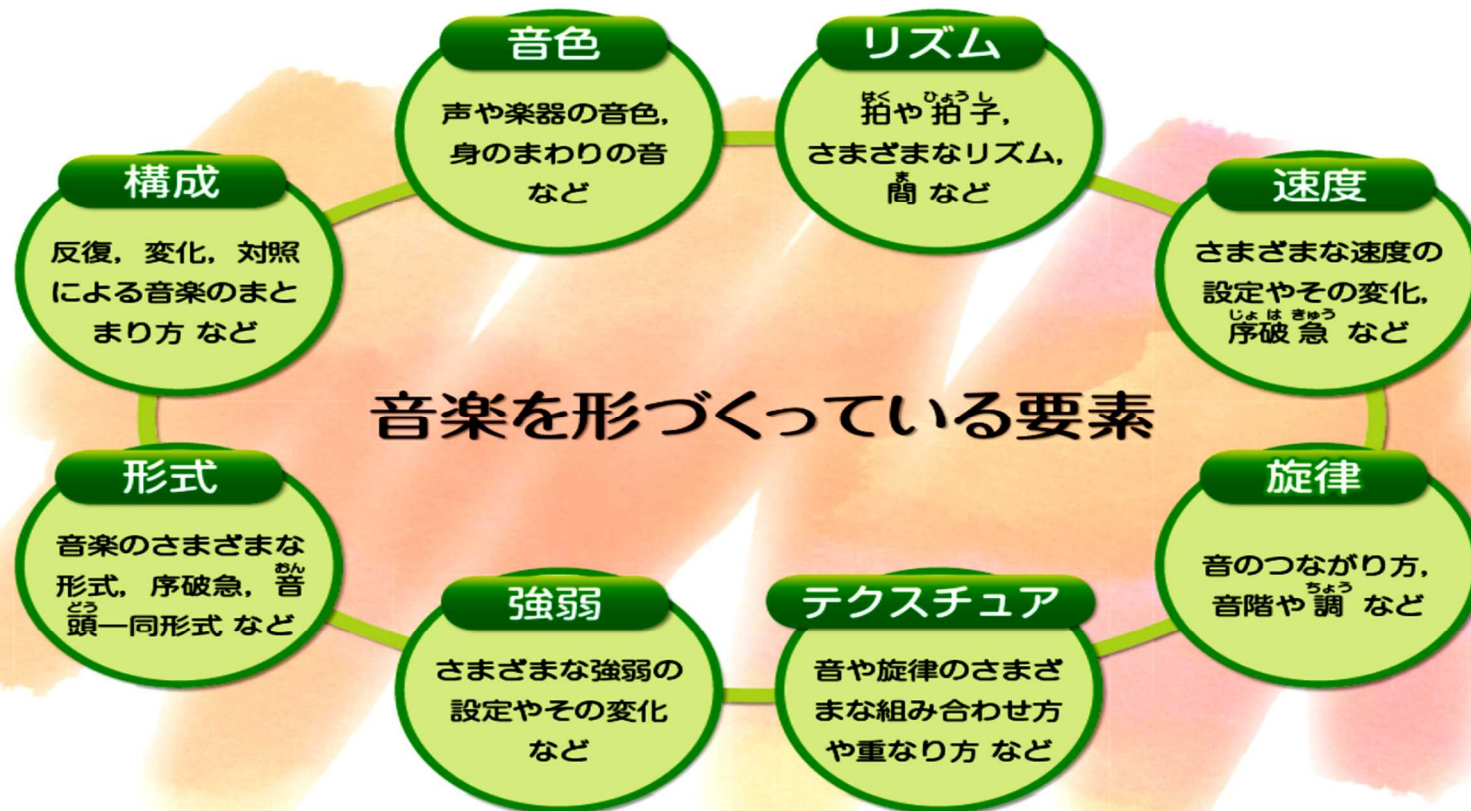 音楽を形づくっている要素
音色
声や楽器の音色，
身のまわりの音
など
リズム
拍や拍子，
さまざまなリズム，
間 など
速度
さまざまな速度の
設定やその変化，
序破急 など
旋律
音のつながり方，
音階や調 など
テクスチュア
音や旋律のさまざ
まな組み合わせ方
や重なり方 など
強弱
さまざまな強弱の
設定やその変化
など
形式
音楽のさまざまな
形式，序破急，音
頭一同形式 など
構成
反復，変化，対照
による音楽のまと
まり方 など